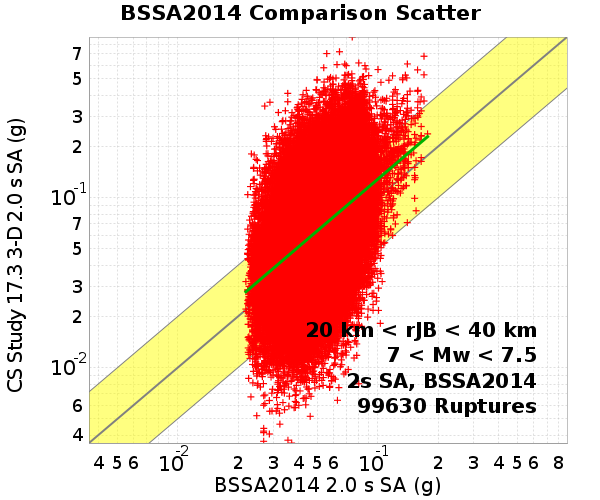 BSSA2014 Comparison Scatter
CS Study 17.3 3-D 2.0 s SA (g)
7
5
3
2
10⁻¹
7
5
3
2
10⁻²
6
4
20 km < rJB < 40 km
7 < Mw < 7.5
2s SA, BSSA2014
99630 Ruptures
4 5 6 8 10⁻² 2 3 4 5 6 8 10⁻¹ 2 3 4 5 6 8
BSSA2014 2.0 s SA (g)